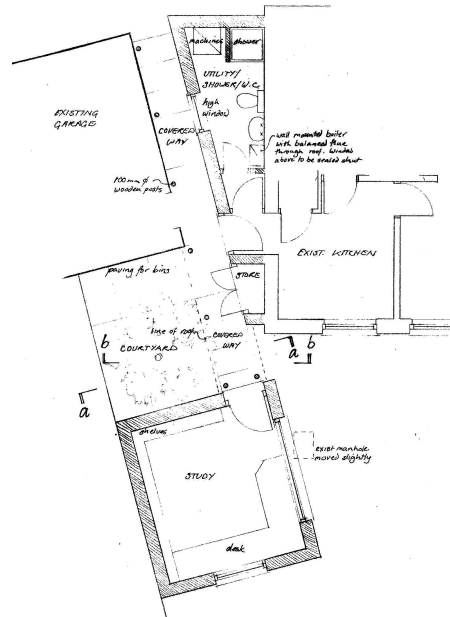 machines
shower
UTILITY/
SHOWER/W.C.
high
window
EXISTING
GARAGE
COVERED
WAY
wall mounted boiler
with balanced flue
through roof. Window
above to be sealed shut
100mm ø
wooden posts
EXIST. KITCHEN
paving for bins
STORE
line of roof
COURTYARD
COVERED
WAY
b
b
a
a
shelves
exist manhole
moved slightly
STUDY
desk